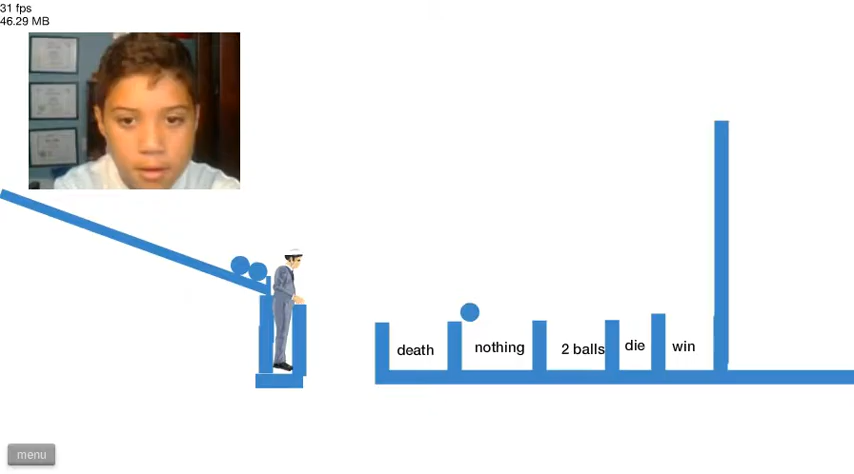 31 fps
46.29 MB
death
nothing
2 balls
die
win
menu